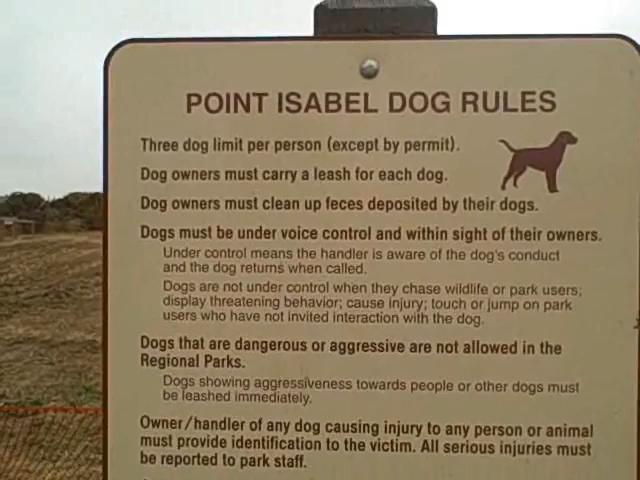 POINT ISABEL DOG RULES
Three dog limit per person (except by permit).
Dog owners must carry a leash for each dog.
Dog owners must clean up feces deposited by their dogs.
Dogs must be under voice control and within sight of their owners.
Under control means the handler is aware of the dog's conduct
and the dog returns when called.
Dogs are not under control when they chase wildlife or park users;
display threatening behavior; cause injury; touch or jump on park
users who have not invited interaction with the dog.
Dogs that are dangerous or aggressive are not allowed in the
Regional Parks.
Dogs showing aggressiveness towards people or other dogs must
be leashed immediately.
Owner/handler of any dog causing injury to any person or animal
must provide identification to the victim. All serious injuries must
be reported to park staff.